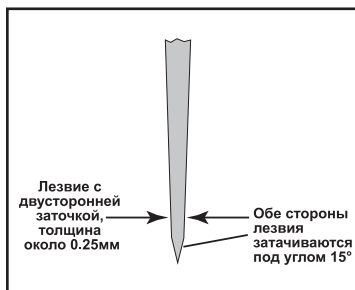 Лезвие с
двусторонней
заточкой,
толщина
около 0.25мм
Обе стороны
лезвия
затачиваются
под углом 15°